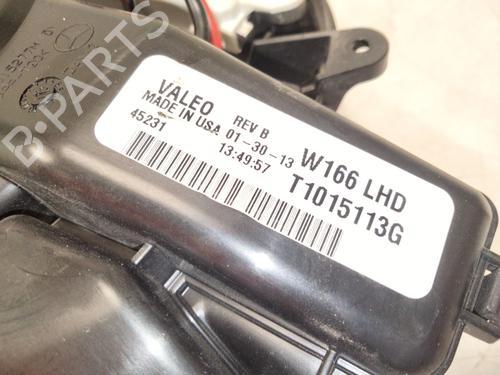 VALEO
MADE IN USA
45231
REV B
01-30-13
13:49:57
W166 LHD
T1015113G
B-PARTS